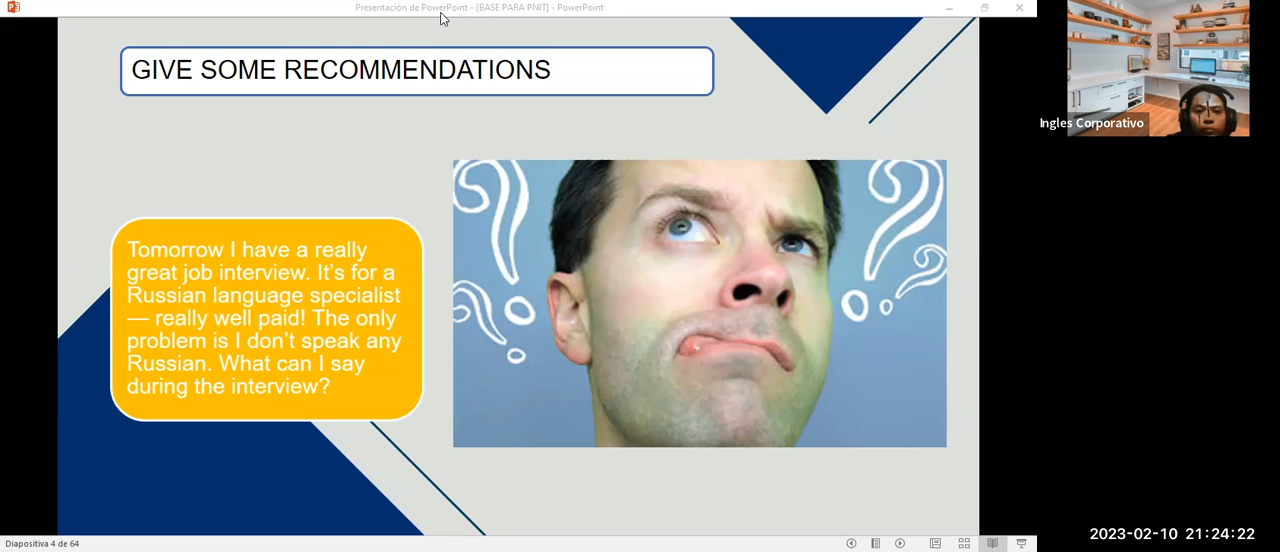 Presentación de PowerPoint - [BASE PARA PNIT] - PowerPoint
GIVE SOME RECOMMENDATIONS
Ingles Corporativo
Tomorrow I have a really
great job interview. It's for a
Russian language specialist
— really well paid! The only
problem is I don't speak any
Russian. What can I say
during the interview?
2023-02-10 21:24:22
Diapositiva 4 de 64